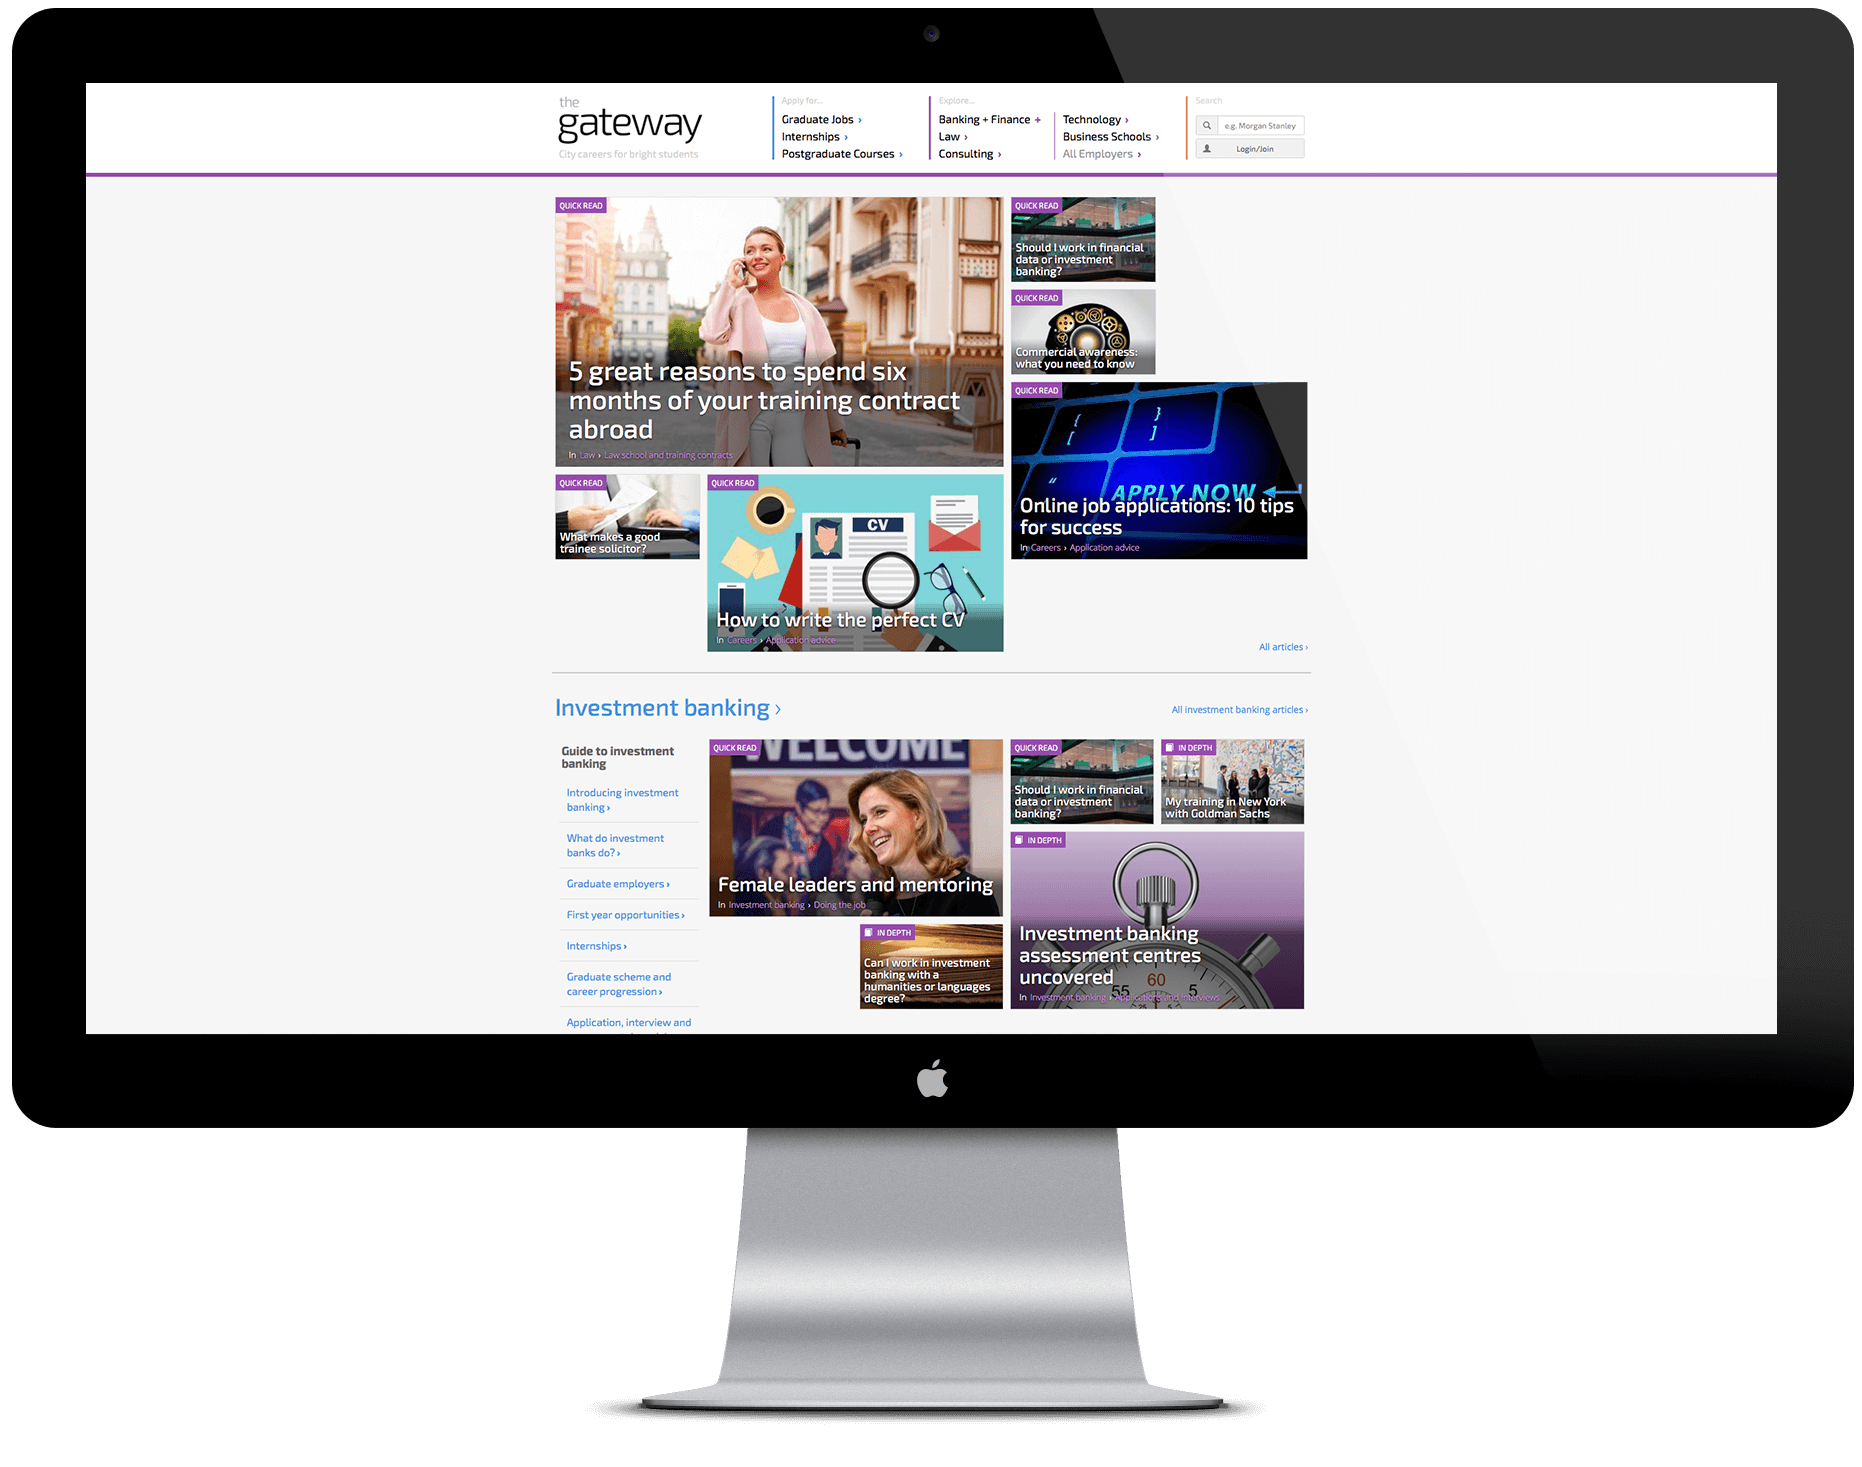 the
gateway
City careers for bright students
Apply for...
Graduate Jobs ›
Internships ›
Postgraduate Courses ›
Explore...
Banking + Finance +
Law ›
Consulting ›
Technology ›
Business Schools ›
All Employers ›
Search
e.g. Morgan Stanley
Login/Join
QUICK READ
5 great reasons to spend six
months of your training contract
abroad
In Law › Law school and training contracts
QUICK READ
Should I work in financial
data or investment
banking?
QUICK READ
Commercial awareness:
what you need to know
QUICK READ
{ }
[ ]
"
APPLY NOW
Online job applications: 10 tips
for success
In Careers › Application advice
QUICK READ
What makes a good
trainee solicitor?
QUICK READ
CV
How to write the perfect CV
In Careers › Application advice
All articles ›
Investment banking ›
All investment banking articles ›
Guide to investment
banking
Introducing investment
banking ›
What do investment
banks do? ›
Graduate employers ›
First year opportunities ›
Internships ›
Graduate scheme and
career progression ›
Application, interview and
QUICK READ
WELCOME
Female leaders and mentoring
In Investment banking › Doing the job
QUICK READ
Should I work in financial
data or investment
banking?
IN DEPTH
My training in New York
with Goldman Sachs
IN DEPTH
Can I work in investment
banking with a
humanities or languages
degree?
IN DEPTH
Investment banking
assessment centres
uncovered
55 60 5
In Investment banking › Applications and interviews